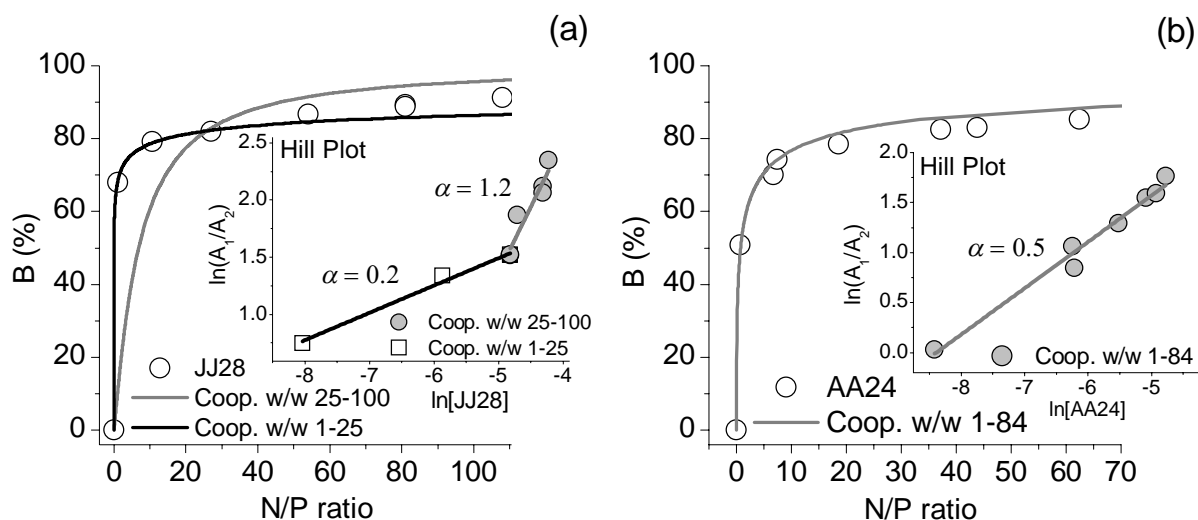 (a)
100
80
60
40
20
0
B (%)
0 20 40 60 80 100
N/P ratio
JJ28
Coop. w/w 25-100
Coop. w/w 1-25
Hill Plot
2.5
2.0
1.5
1.0
ln(A₁/A₂)
α = 1.2
α = 0.2
Coop. w/w 25-100
Coop. w/w 1-25
-8 -7 -6 -5 -4
ln[JJ28]
(b)
100
80
60
40
20
0
B (%)
0 10 20 30 40 50 60 70
N/P ratio
AA24
Coop. w/w 1-84
Hill Plot
2.0
1.5
1.0
0.5
0.0
ln(A₁/A₂)
α = 0.5
Coop. w/w 1-84
-8 -7 -6 -5
ln[AA24]